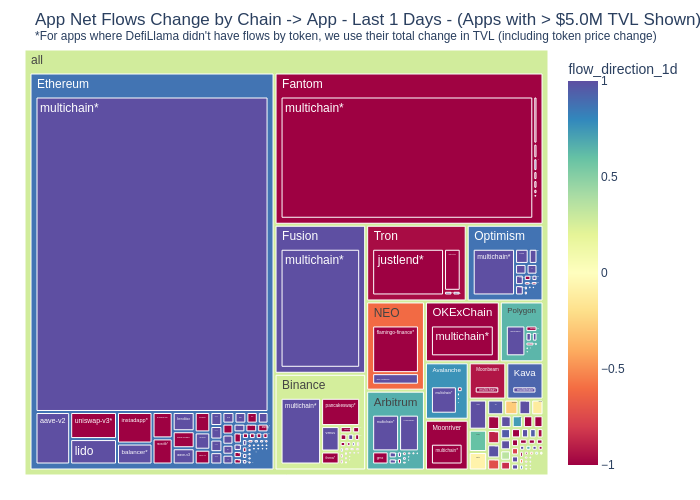 App Net Flows Change by Chain -> App - Last 1 Days - (Apps with > $5.0M TVL Shown)
*For apps where DefiLlama didn't have flows by token, we use their total change in TVL (including token price change)
all
flow_direction_1d
1
0.5
0
−0.5
−1
Ethereum
multichain*
aave-v2
uniswap-v3*
lido
instadapp*
balancer*
Fantom
multichain*
Fusion
multichain*
Tron
justlend*
Optimism
multichain*
NEO
flamingo-finance*
OKExChain
multichain*
Polygon
Binance
multichain*
pancakeswap*
Arbitrum
multichain*
Avalanche
multichain*
Moonbeam
Kava
Moonriver
multichain*